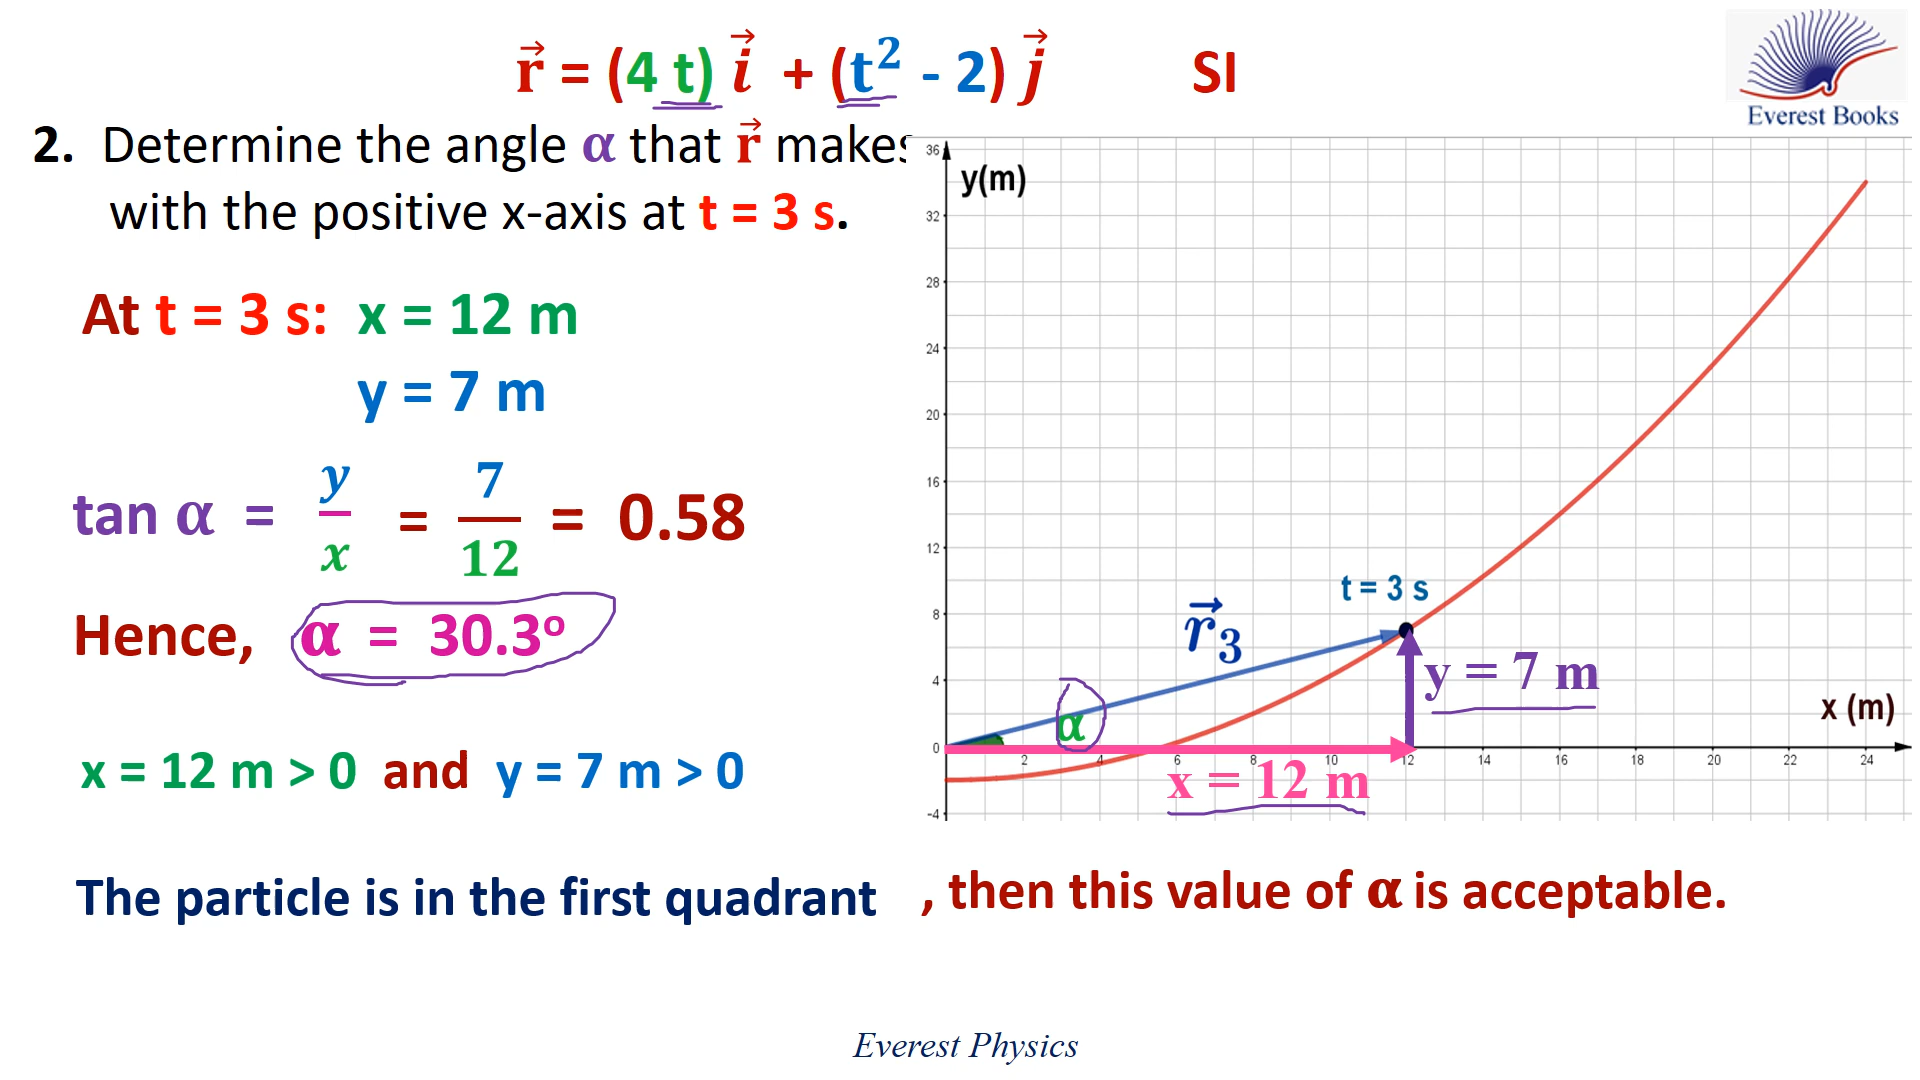 r⃗ = (4 t) i⃗ + (t² - 2) j⃗ SI
Everest Books
2. Determine the angle α that r⃗ makes
with the positive x-axis at t = 3 s.
At t = 3 s: x = 12 m
y = 7 m
tan α = y/x = 7/12 = 0.58
Hence, α = 30.3°
x = 12 m > 0 and y = 7 m > 0
The particle is in the first quadrant , then this value of α is acceptable.
y(m)
36
32
28
24
20
16
12
8
4
0
-4
t = 3 s
r⃗₃
y = 7 m
α
x (m)
2 4 6 8 10 12 14 16 18 20 22 24
x = 12 m
Everest Physics